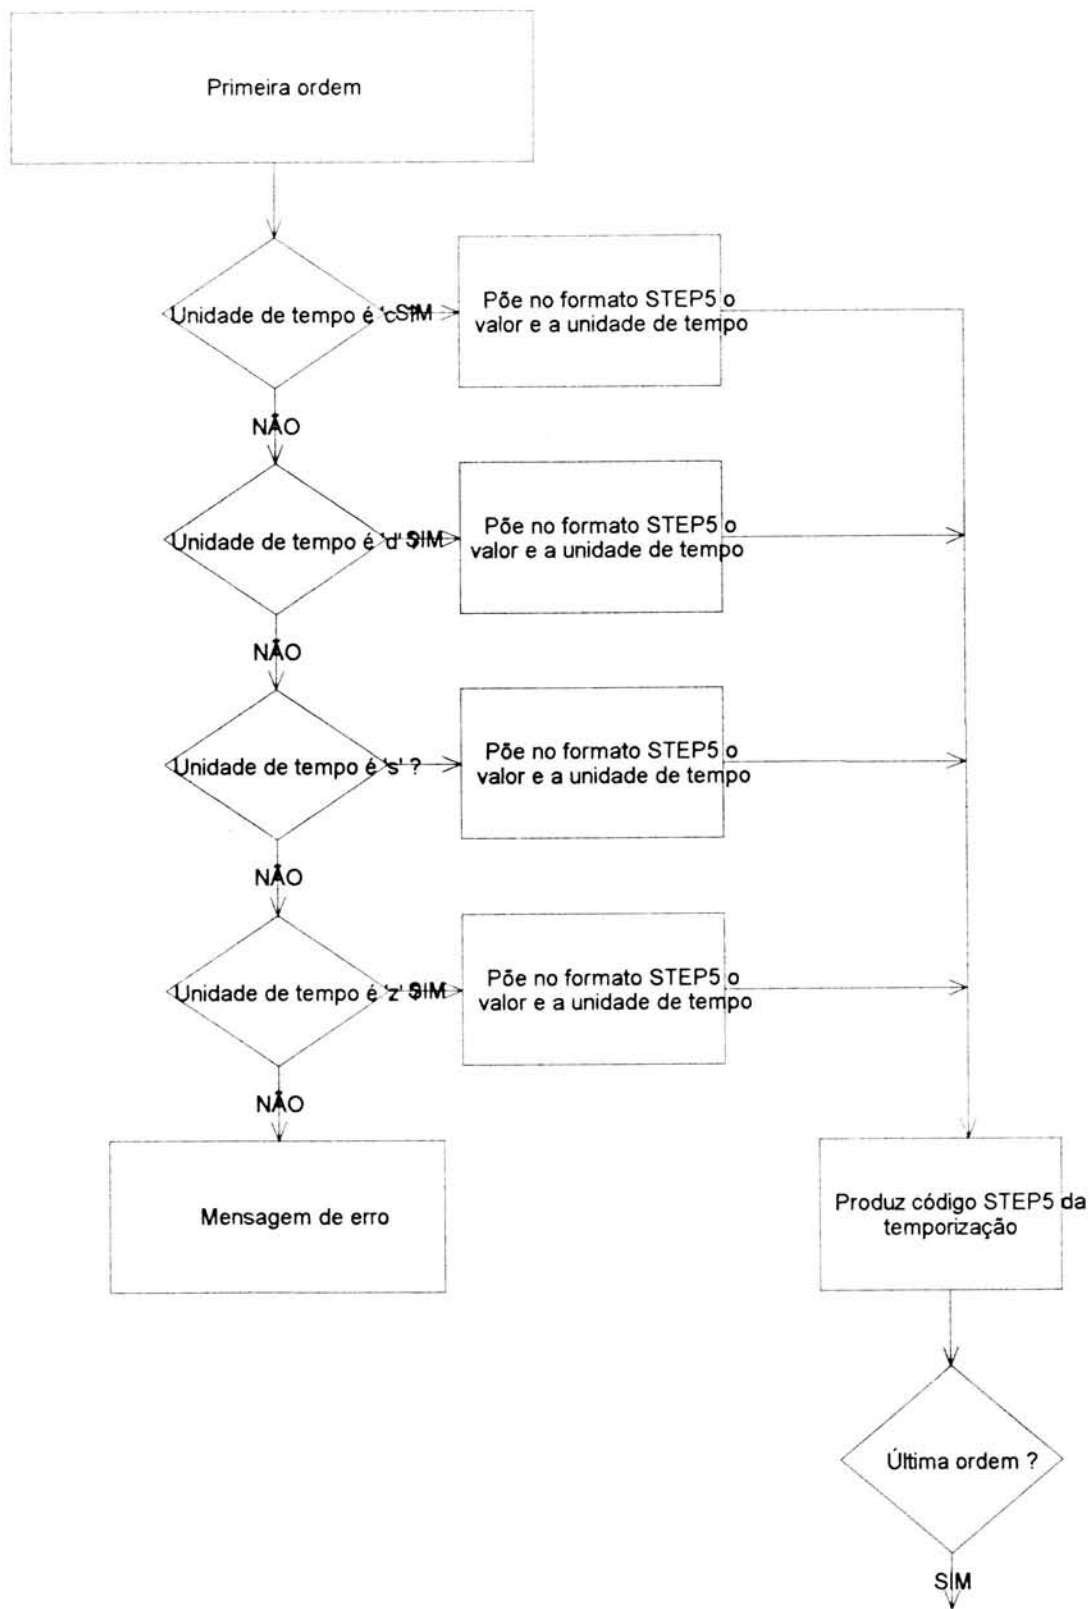 Primeira ordem
Unidade de tempo é 'c' ?
SIM
Põe no formato STEP5 o
valor e a unidade de tempo
NÃO
Unidade de tempo é 'd' ?
SIM
Põe no formato STEP5 o
valor e a unidade de tempo
NÃO
Unidade de tempo é 's' ?
Põe no formato STEP5 o
valor e a unidade de tempo
NÃO
Unidade de tempo é 'z' ?
SIM
Põe no formato STEP5 o
valor e a unidade de tempo
NÃO
Mensagem de erro
Produz código STEP5 da
temporização
Última ordem ?
SIM